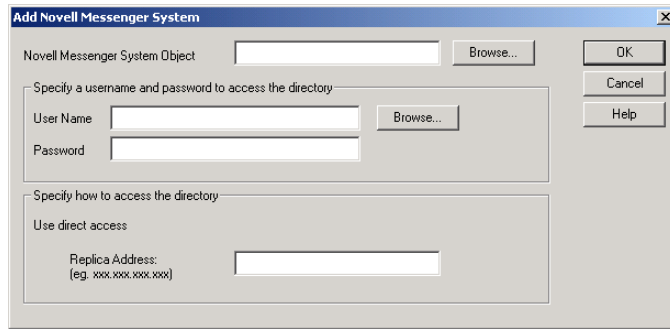 Add Novell Messenger System
Novell Messenger System Object
Browse...
OK
Cancel
Help
Specify a username and password to access the directory
User Name
Browse...
Password
Specify how to access the directory
Use direct access
Replica Address:
(eg. xxx.xxx.xxx.xxx)